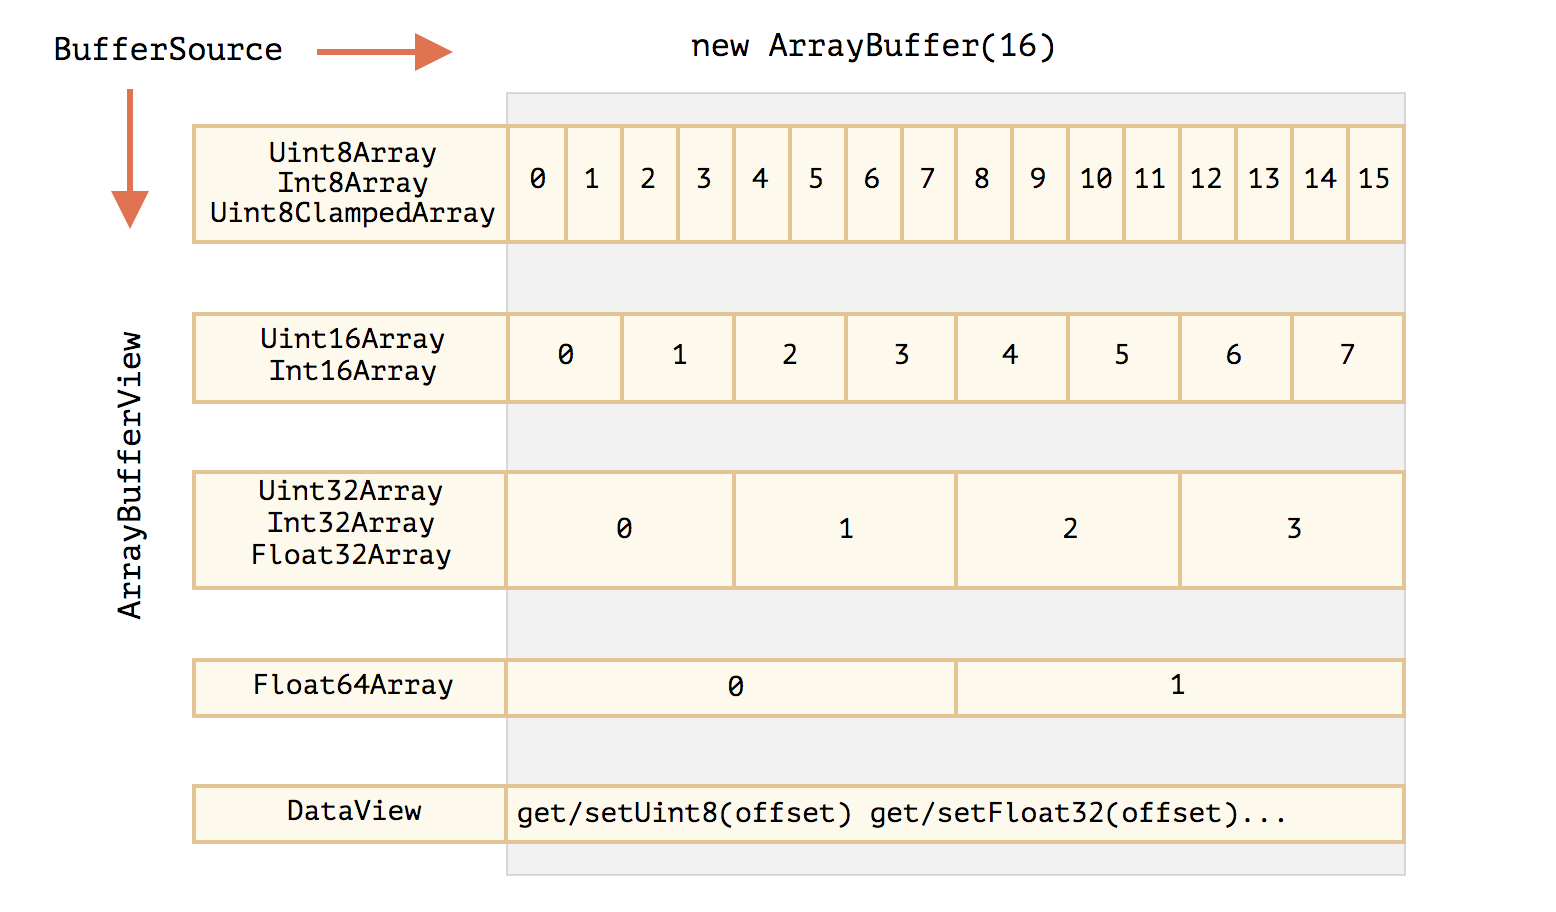 BufferSource
new ArrayBuffer(16)
ArrayBufferView
Uint8Array
Int8Array
Uint8ClampedArray
0 1 2 3 4 5 6 7 8 9 10 11 12 13 14 15
Uint16Array
Int16Array
0 1 2 3 4 5 6 7
Uint32Array
Int32Array
Float32Array
0 1 2 3
Float64Array
0 1
DataView
get/setUint8(offset) get/setFloat32(offset)...